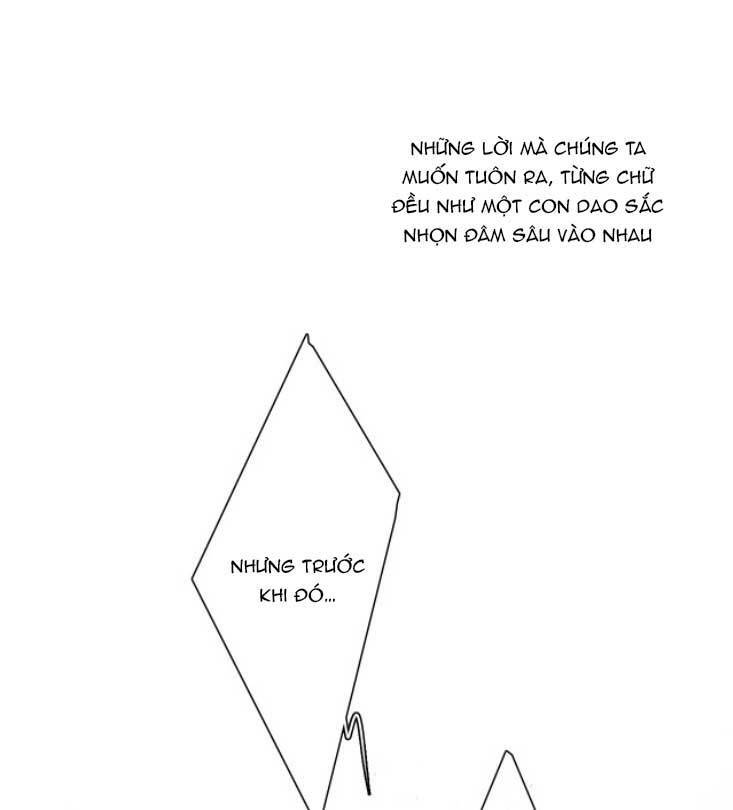 NHỮNG LỜI MÀ CHÚNG TA
MUỐN TUÔN RA, TỪNG CHỮ
ĐỀU NHƯ MỘT CON DAO SẮC
NHỌN ĐÂM SÂU VÀO NHAU
NHƯNG TRƯỚC
KHI ĐÓ...